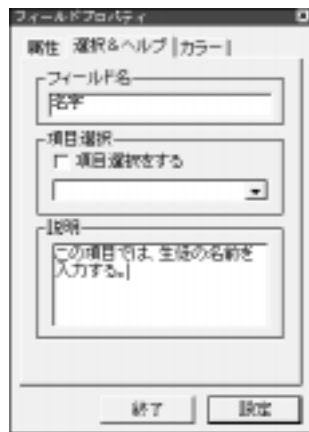 フィールドプロパティ
属性 選択&ヘルプ カラー
フィールド名
名字
項目選択
項目選択をする
説明
この項目では、生徒の名前を
入力する。
終了 設定